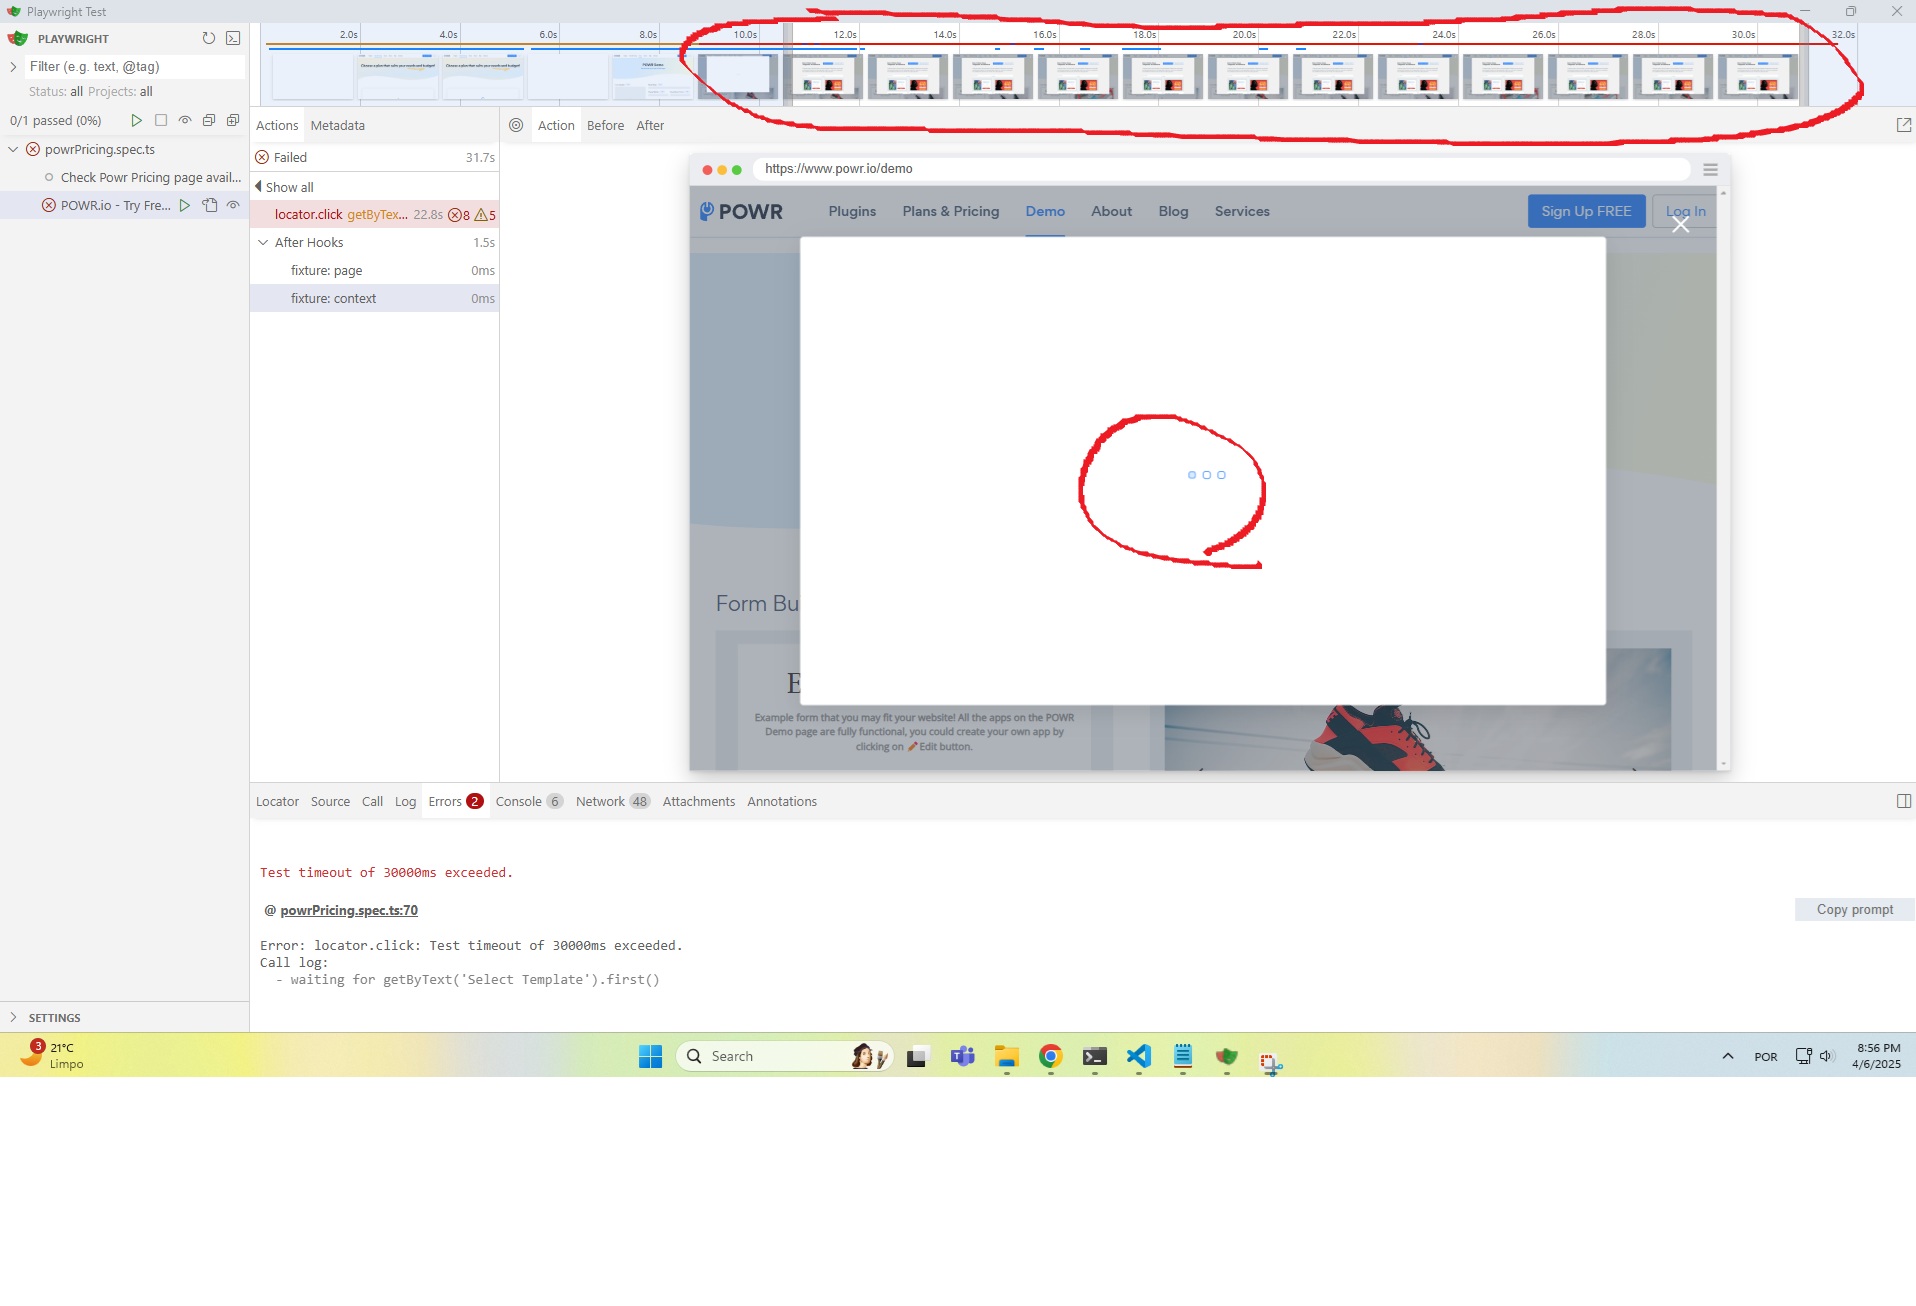 Playwright Test
PLAYWRIGHT
Filter (e.g. text, @tag)
Status: all Projects: all
0/1 passed (0%)
powrPricing.spec.ts
Check Powr Pricing page avail...
POWR.io - Try Fre...
SETTINGS
2.0s 4.0s 6.0s 8.0s 10.0s 12.0s 14.0s 16.0s 18.0s 20.0s 22.0s 24.0s 26.0s 28.0s 30.0s 32.0s
Actions Metadata
Failed 31.7s
Show all
locator.click getByTex... 22.8s 8 5
After Hooks 1.5s
fixture: page 0ms
fixture: context 0ms
Action Before After
https://www.powr.io/demo
POWR Plugins Plans & Pricing Demo About Blog Services Sign Up FREE Log In
Form Bu
E
Example form that you may fit your website! All the apps on the POWR
Demo page are fully functional, you could create your own app by
clicking on Edit button.
Locator Source Call Log Errors 2 Console 6 Network 48 Attachments Annotations
Test timeout of 30000ms exceeded.
@ powrPricing.spec.ts:70
Copy prompt
Error: locator.click: Test timeout of 30000ms exceeded.
Call log:
- waiting for getByText('Select Template').first()
3
21°C
Limpo
Search
POR
8:56 PM
4/6/2025